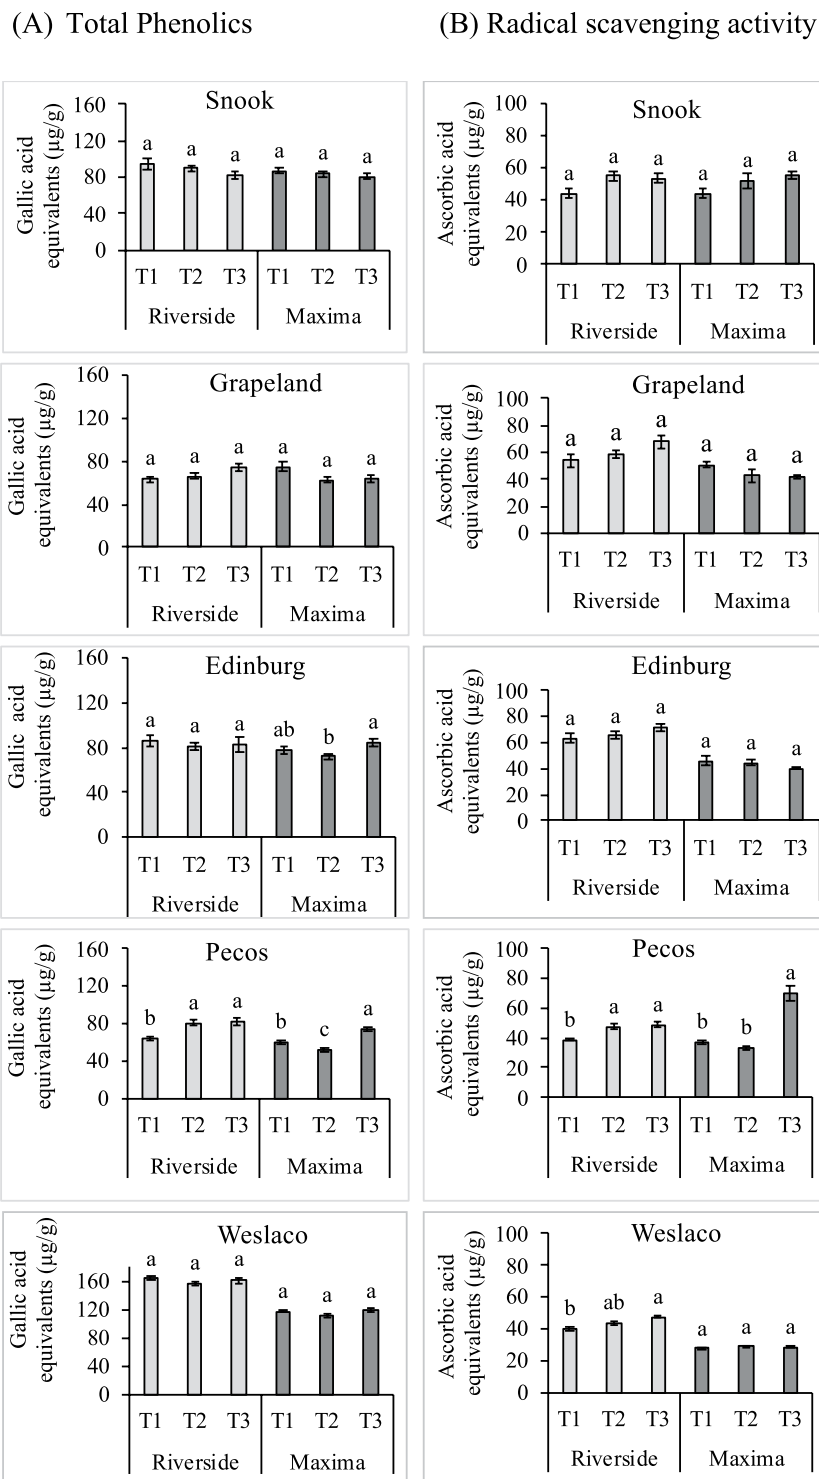 (A) Total Phenolics
(B) Radical scavenging activity
Snook
Gallic acid
equivalents (µg/g)
160
120
80
40
0
a a a a a a
T1 T2 T3 T1 T2 T3
Riverside Maxima
Snook
Ascorbic acid
equivalents (µg/g)
100
80
60
40
20
0
a a a a a a
T1 T2 T3 T1 T2 T3
Riverside Maxima
Grapeland
Gallic acid
equivalents (µg/g)
160
120
80
40
0
a a a a a a
T1 T2 T3 T1 T2 T3
Riverside Maxima
Grapeland
Ascorbic acid
equivalents (µg/g)
100
80
60
40
20
0
a a a a a a
T1 T2 T3 T1 T2 T3
Riverside Maxima
Edinburg
Gallic acid
equivalents (µg/g)
160
120
80
40
0
a a a ab b a
T1 T2 T3 T1 T2 T3
Riverside Maxima
Edinburg
Ascorbic acid
equivalents (µg/g)
100
80
60
40
20
0
a a a a a a
T1 T2 T3 T1 T2 T3
Riverside Maxima
Pecos
Gallic acid
equivalents (µg/g)
160
120
80
40
0
b a a b c a
T1 T2 T3 T1 T2 T3
Riverside Maxima
Pecos
Ascorbic acid
equivalents (µg/g)
100
80
60
40
20
0
b a a b b a
T1 T2 T3 T1 T2 T3
Riverside Maxima
Weslaco
Gallic acid
equivalents (µg/g)
160
120
80
40
0
a a a a a a
T1 T2 T3 T1 T2 T3
Riverside Maxima
Weslaco
Ascorbic acid
equivalents (µg/g)
100
80
60
40
20
0
b ab a a a a
T1 T2 T3 T1 T2 T3
Riverside Maxima